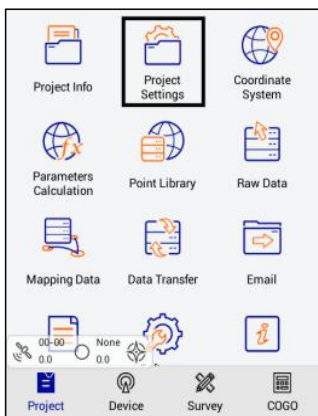 Project Info
Project
Settings
Coordinate
System
Parameters
Calculation
Point Library
Raw Data
Mapping Data
Data Transfer
Email
00-00
0.0
None
0.0
Project
Device
Survey
COGO